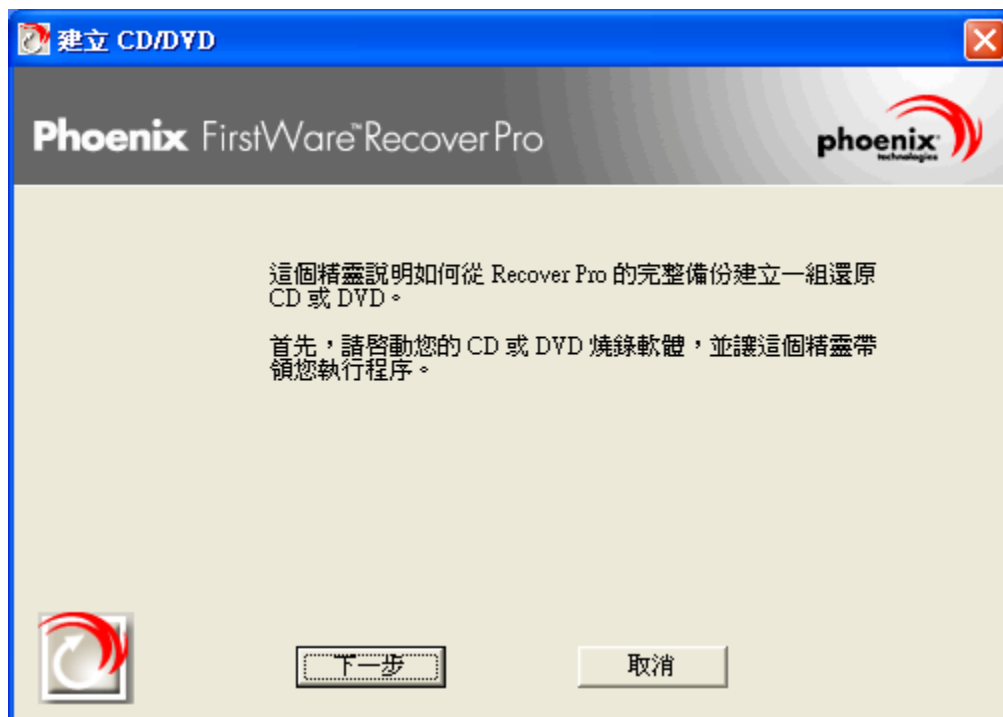 建立 CD/DVD
Phoenix FirstWare™ Recover Pro
phoenix
technologies
這個精靈說明如何從 Recover Pro 的完整備份建立一組還原
CD 或 DVD。
首先，請啓動您的 CD 或 DVD 燒錄軟體，並讓這個精靈帶
領您執行程序。
下一步
取消